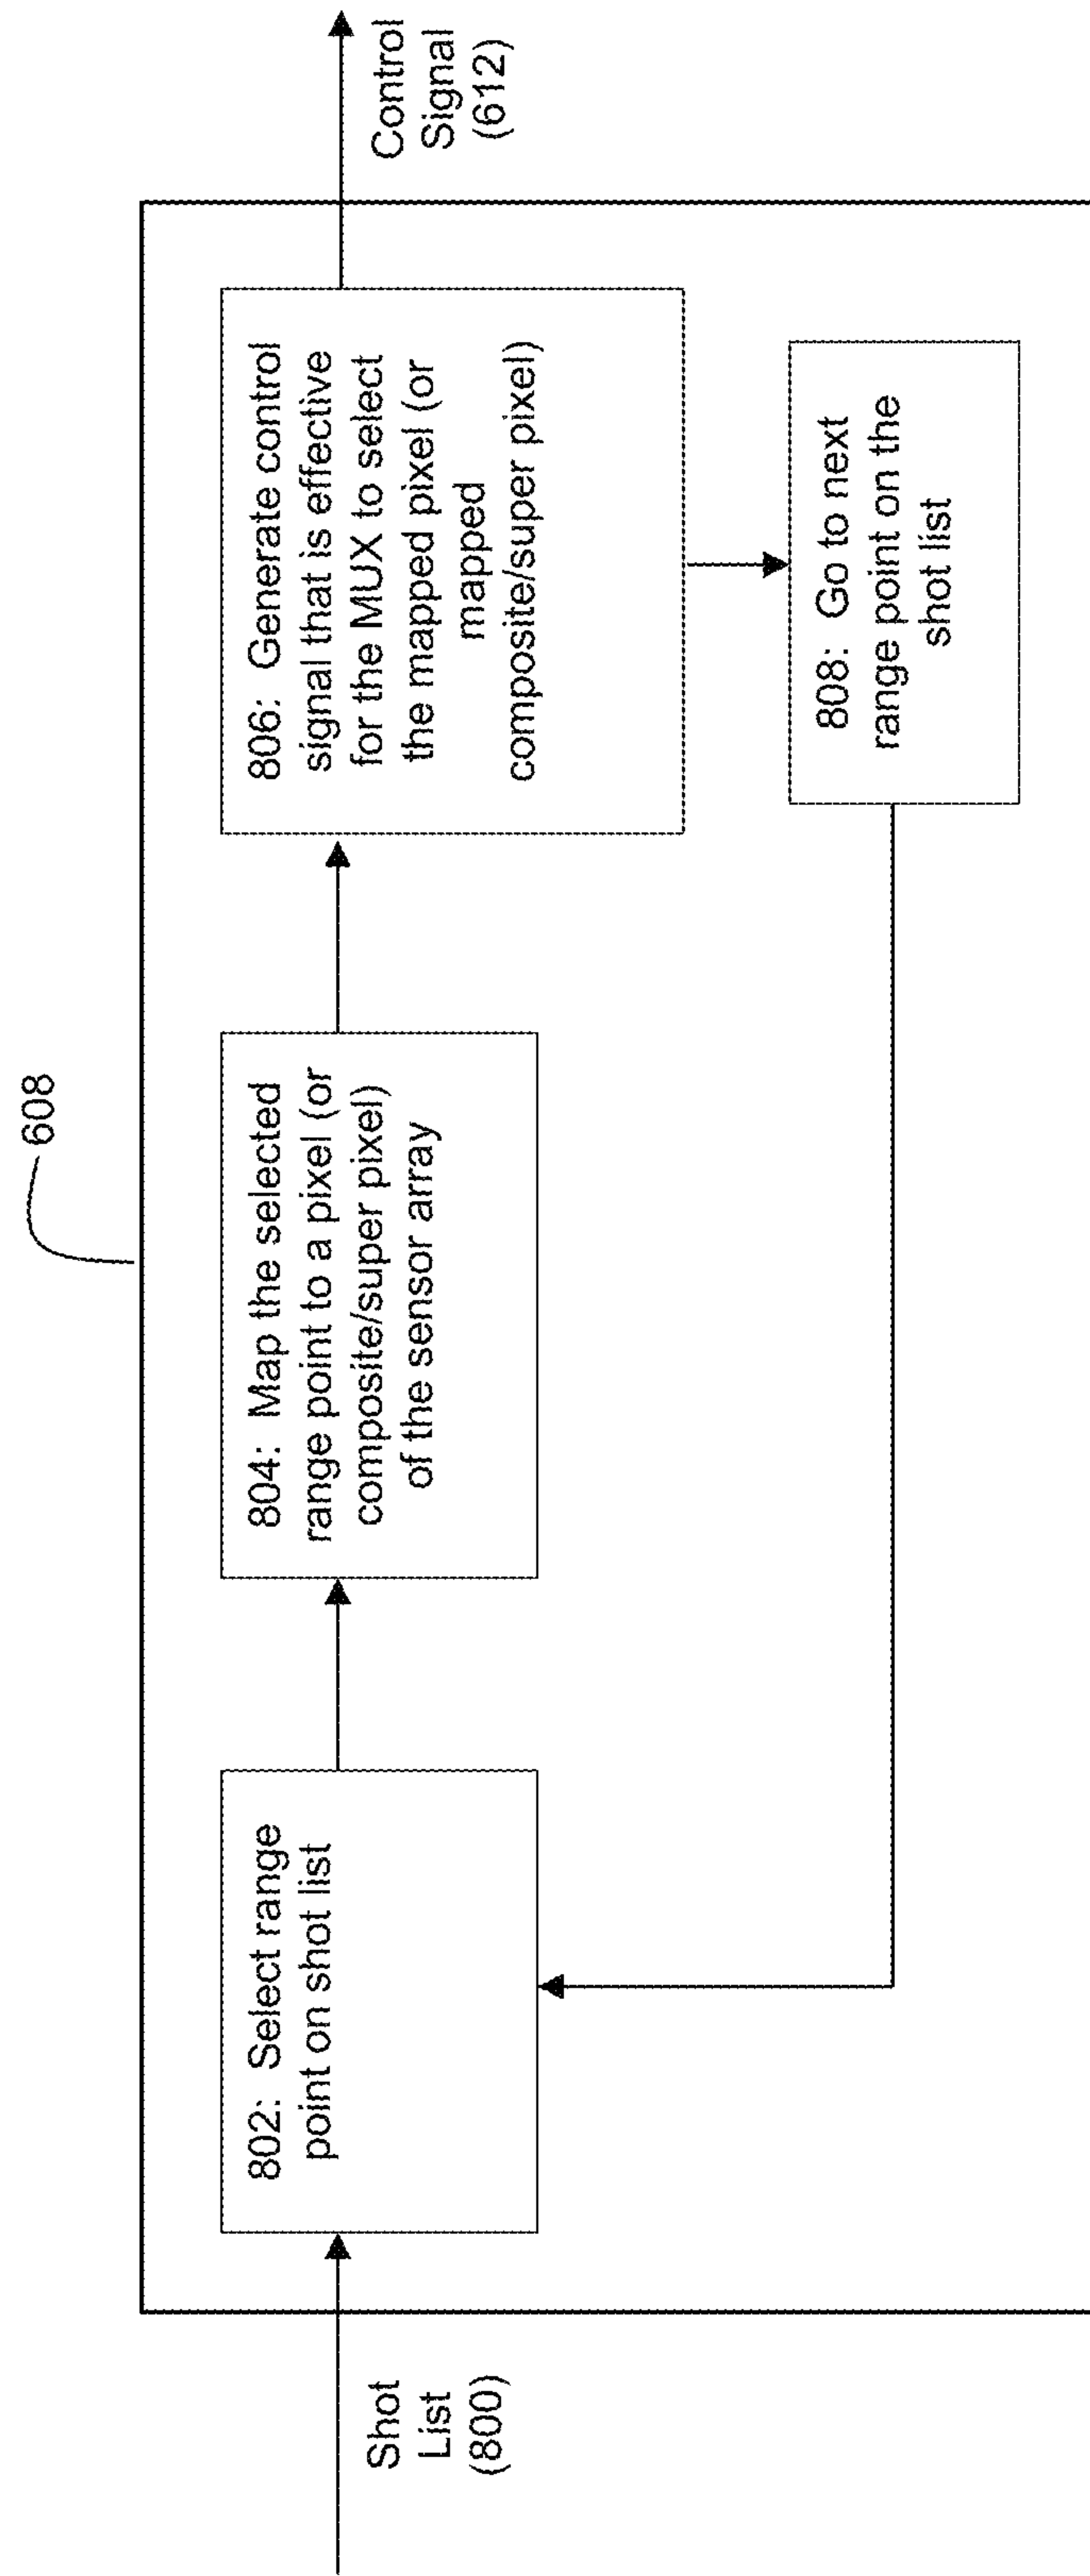 608
Shot
List
(800)
802: Select range
point on shot list
804: Map the selected
range point to a pixel (or
composite/super pixel)
of the sensor array
806: Generate control
signal that is effective
for the MUX to select
the mapped pixel (or
mapped
composite/super pixel)
808: Go to next
range point on the
shot list
Control
Signal
(612)